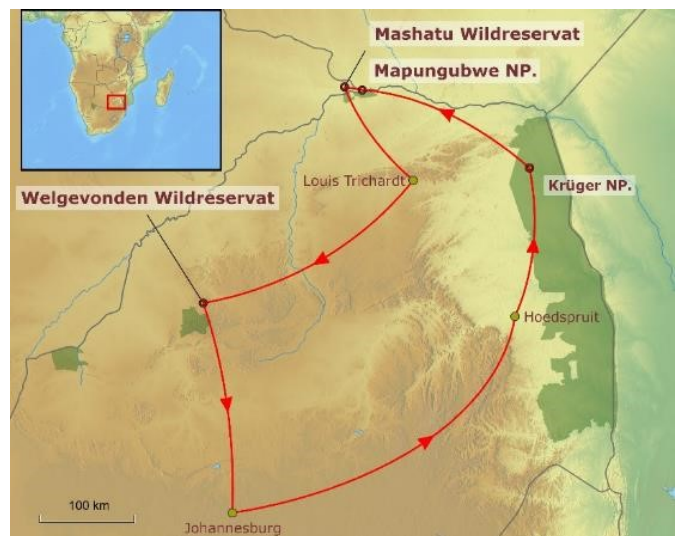 Mashatu Wildreservat
Mapungubwe NP.
Louis Trichardt
Krüger NP.
Welgevonden Wildreservat
Hoedspruit
100 km
Johannesburg